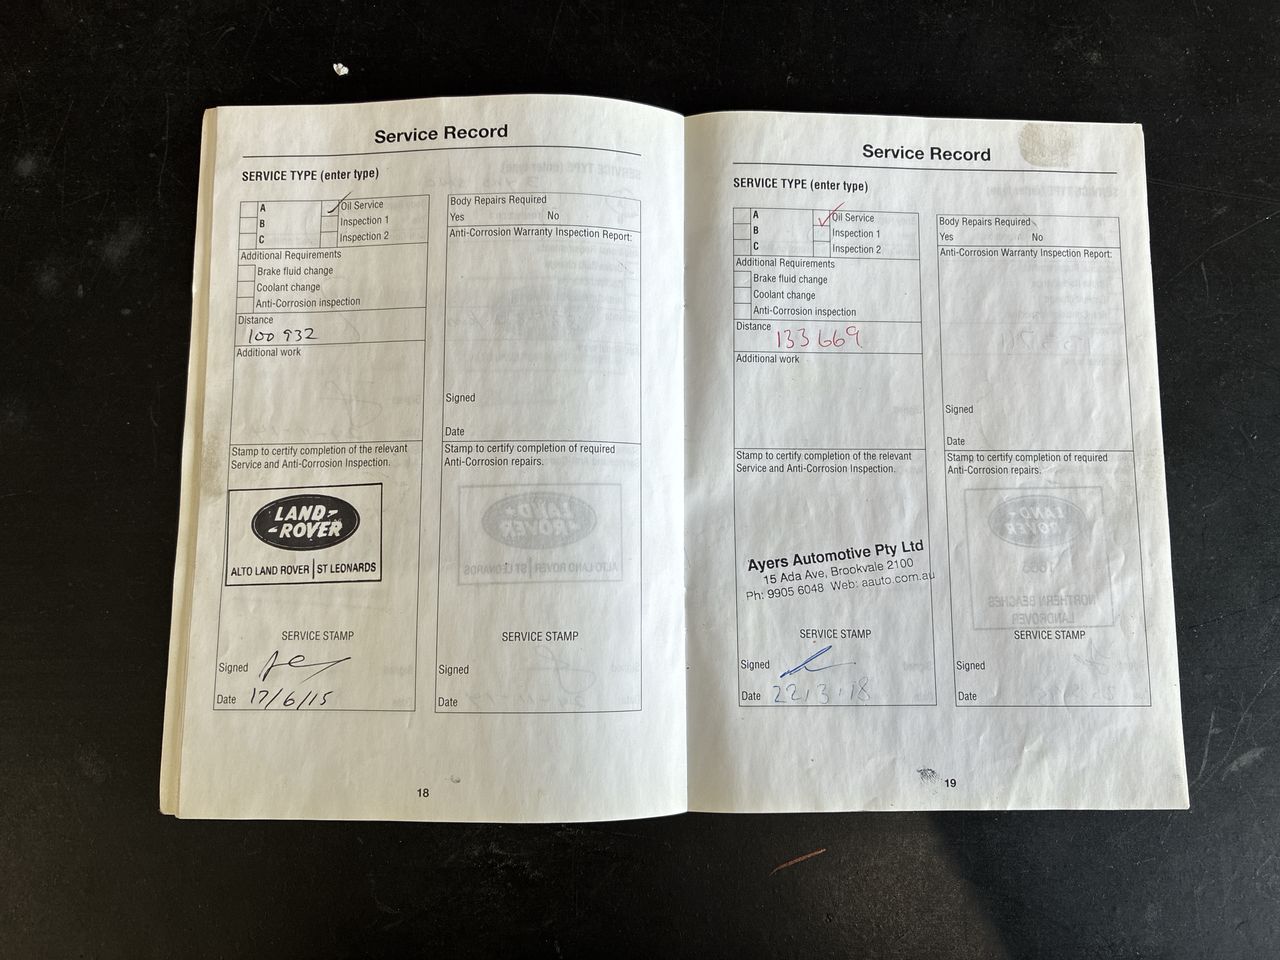 Service Record
SERVICE TYPE (enter type)
A
B
C
Oil Service
Inspection 1
Inspection 2
Additional Requirements
Brake fluid change
Coolant change
Anti-Corrosion inspection
Distance
100 932
Additional work
Stamp to certify completion of the relevant
Service and Anti-Corrosion Inspection.
LAND-
-ROVER
ALTO LAND ROVER | ST LEONARDS
SERVICE STAMP
Signed
Date 17/6/15
Body Repairs Required
Yes No
Anti-Corrosion Warranty Inspection Report:
Signed
Date
Stamp to certify completion of required
Anti-Corrosion repairs.
SERVICE STAMP
Signed
Date
18
Service Record
SERVICE TYPE (enter type)
A
B
C
Oil Service
Inspection 1
Inspection 2
Additional Requirements
Brake fluid change
Coolant change
Anti-Corrosion inspection
Distance
133 669
Additional work
Stamp to certify completion of the relevant
Service and Anti-Corrosion Inspection.
Ayers Automotive Pty Ltd
15 Ada Ave, Brookvale 2100
Ph: 9905 6048 Web: aauto.com.au
SERVICE STAMP
Signed
Date 22.3.18
Body Repairs Required
Yes No
Anti-Corrosion Warranty Inspection Report:
Signed
Date
Stamp to certify completion of required
Anti-Corrosion repairs.
SERVICE STAMP
Signed
Date
19